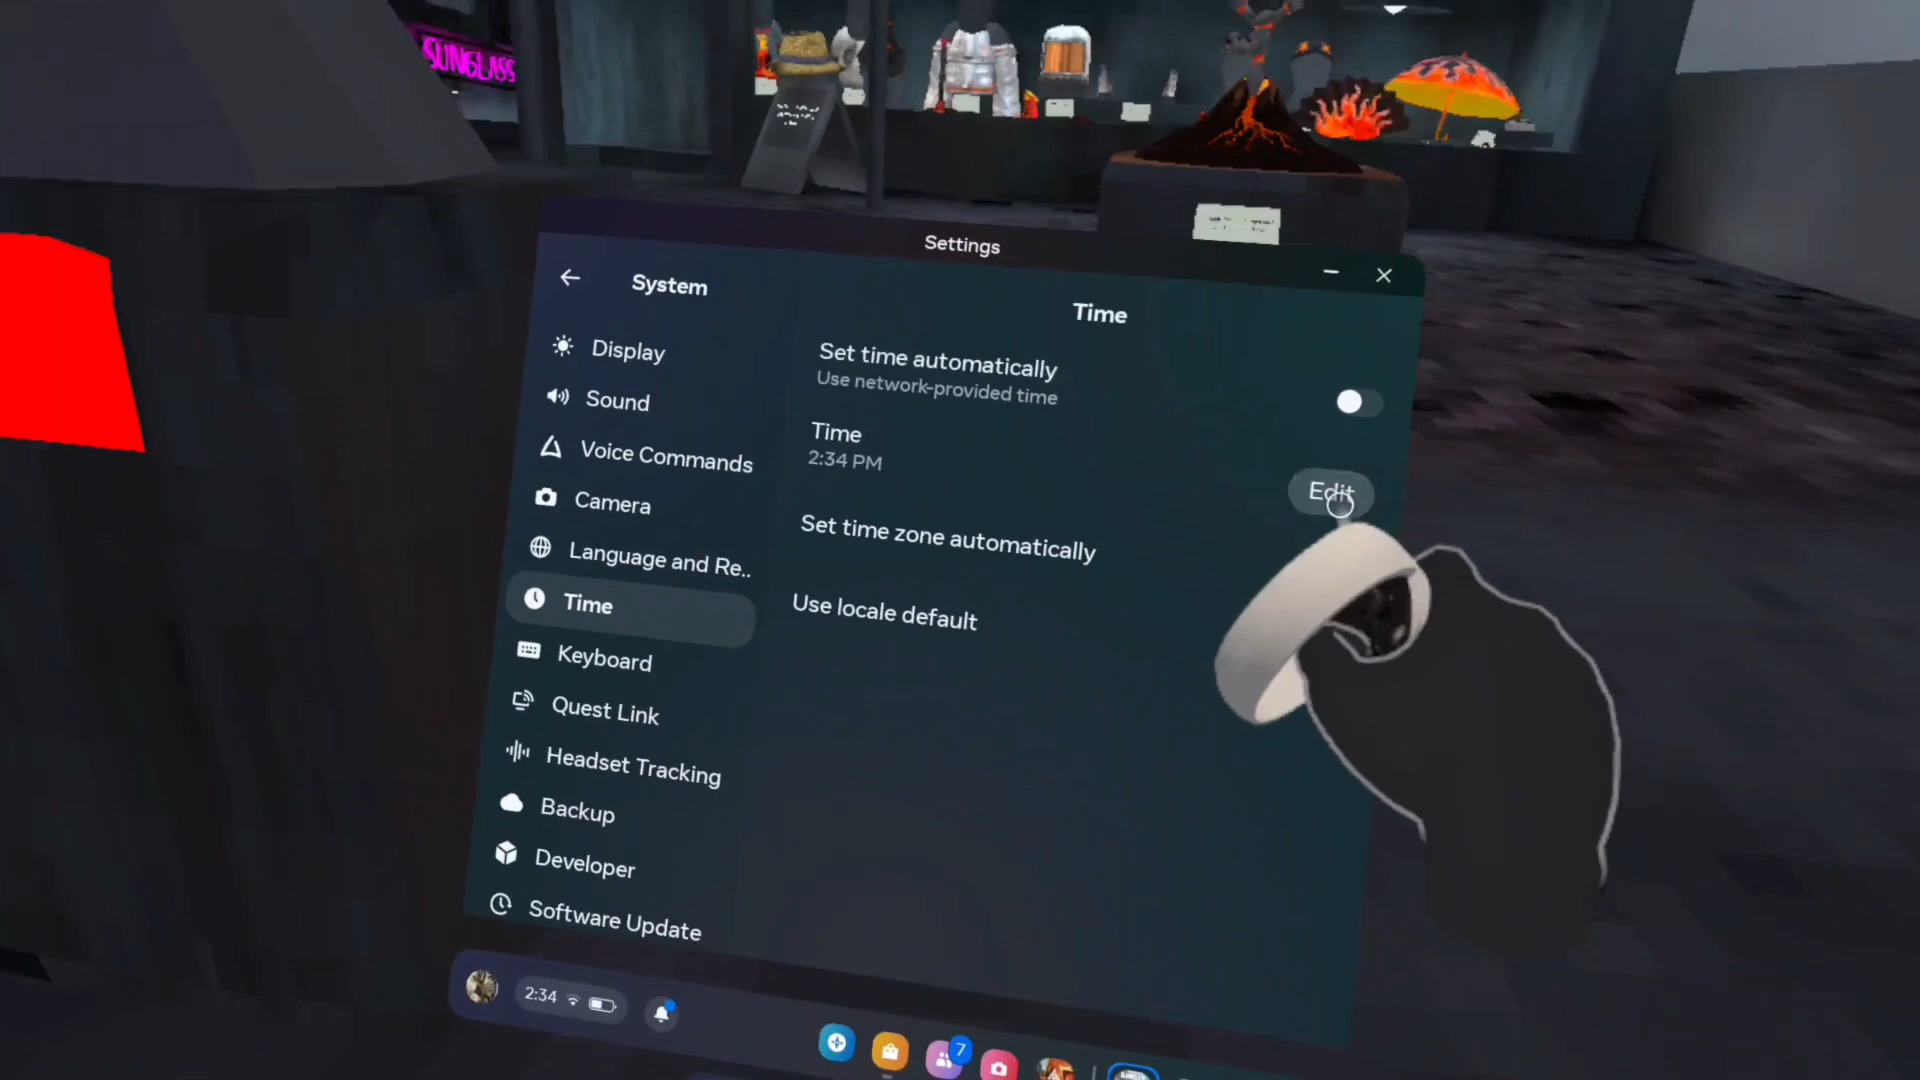 SUNGLASS
Settings
System
Time
Display
Set time automatically
Use network-provided time
Sound
Time
2:34 PM
Voice Commands
Edit
Camera
Set time zone automatically
Language and Re..
Time
Use locale default
Keyboard
Quest Link
Headset Tracking
Backup
Developer
Software Update
2:34
7